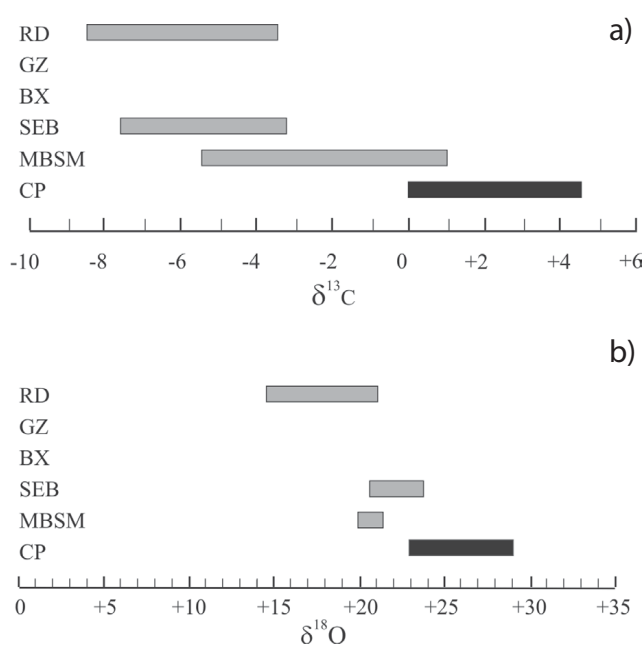 a)
RD
GZ
BX
SEB
MBSM
CP
-10 -8 -6 -4 -2 0 +2 +4 +6
δ¹³C
b)
RD
GZ
BX
SEB
MBSM
CP
0 +5 +10 +15 +20 +25 +30 +35
δ¹⁸O